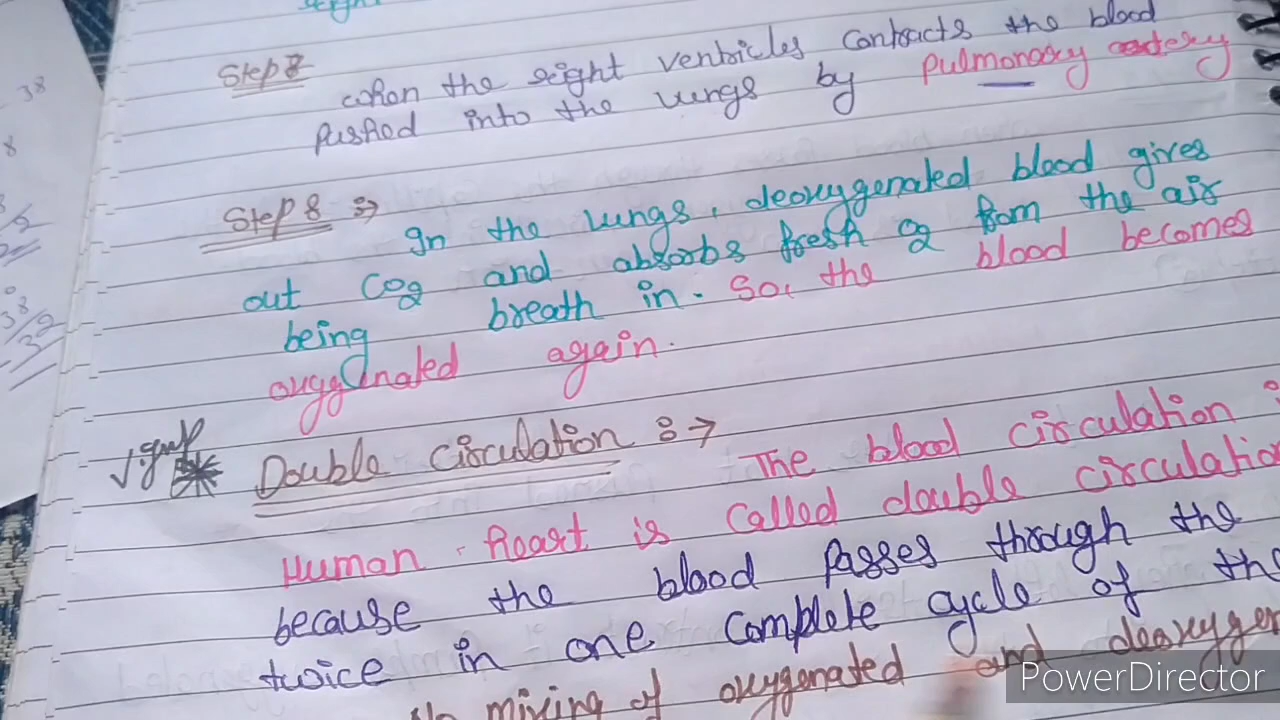 Step 7
when the right ventricles contracts the blood
pushed into the lungs by pulmonary artery
Step 8 :→
In the lungs, deoxygenated blood gives
out CO2 and absorbs fresh O2 from the air
being breath in. So, the blood becomes
oxygenated again.
Double circulation :→
The blood circulation
Human heart is called double circulation
because the blood passes through the
twice in one complete cycle of the
mixing of oxygenated and deoxygen
PowerDirector